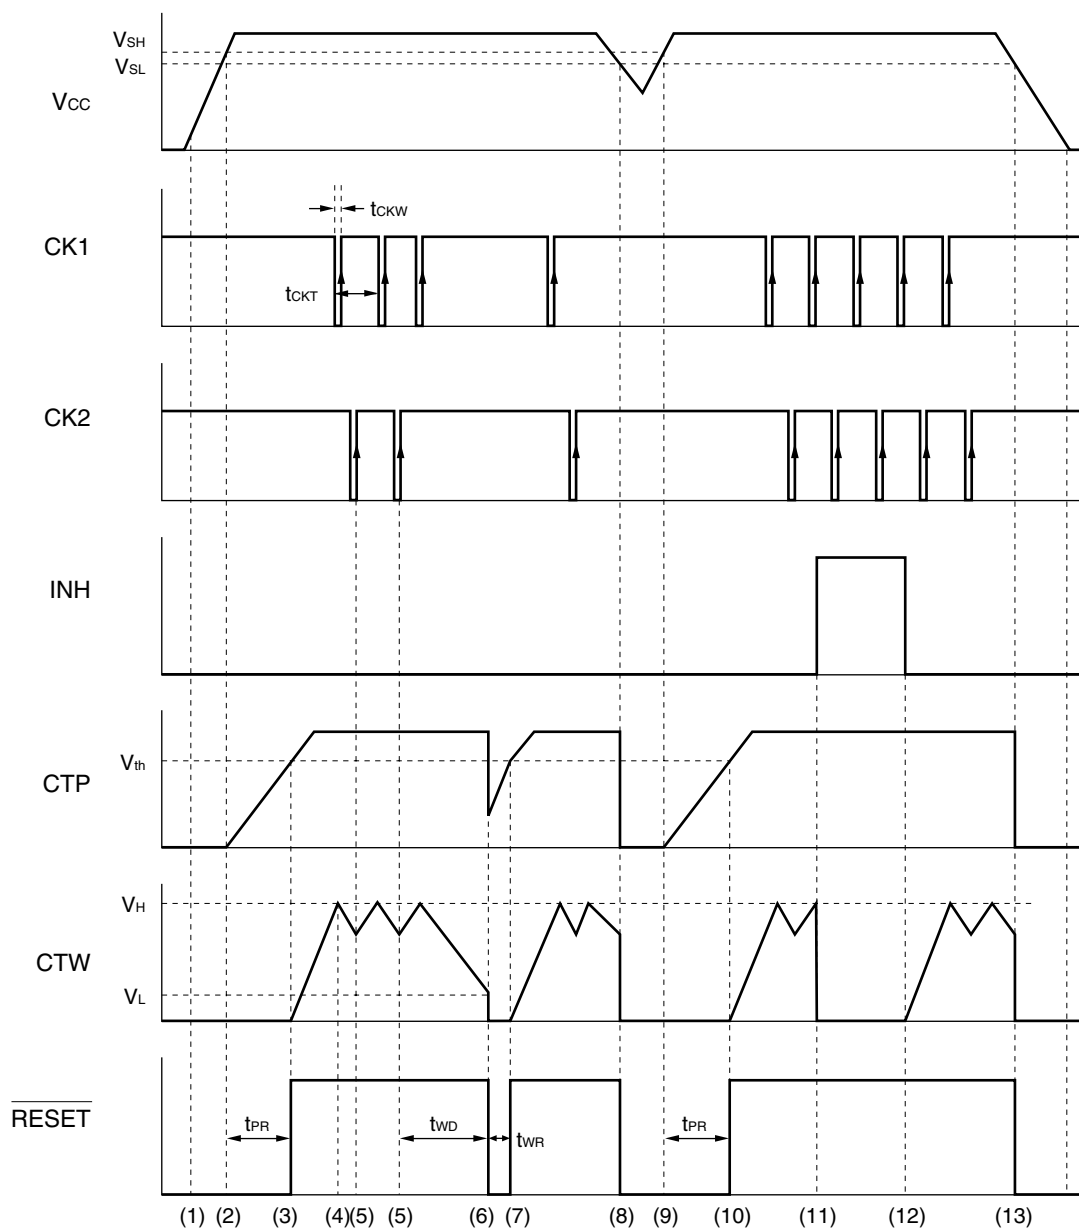 VSH
VSL
VCC
tCKW
CK1
tCKT
CK2
INH
Vth
CTP
VH
CTW
VL
RESET
tPR
tWD
tWR
tPR
(1) (2) (3) (4)(5) (5) (6) (7) (8) (9) (10) (11) (12) (13)